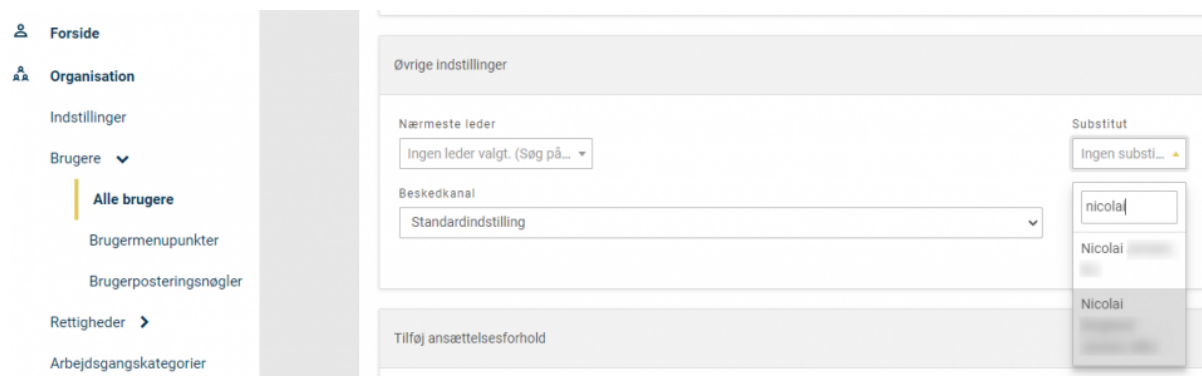 Forside
Organisation
Indstillinger
Brugere
Alle brugere
Brugermenupunkter
Brugerposteringsnøgler
Rettigheder
Arbejdsgangskategorier
Øvrige indstillinger
Nærmeste leder
Ingen leder valgt. (Søg på...
Substitut
Ingen substi...
Beskedkanal
Standardindstilling
nicolai
Nicolai
Nicolai
Tilføj ansættelsesforhold